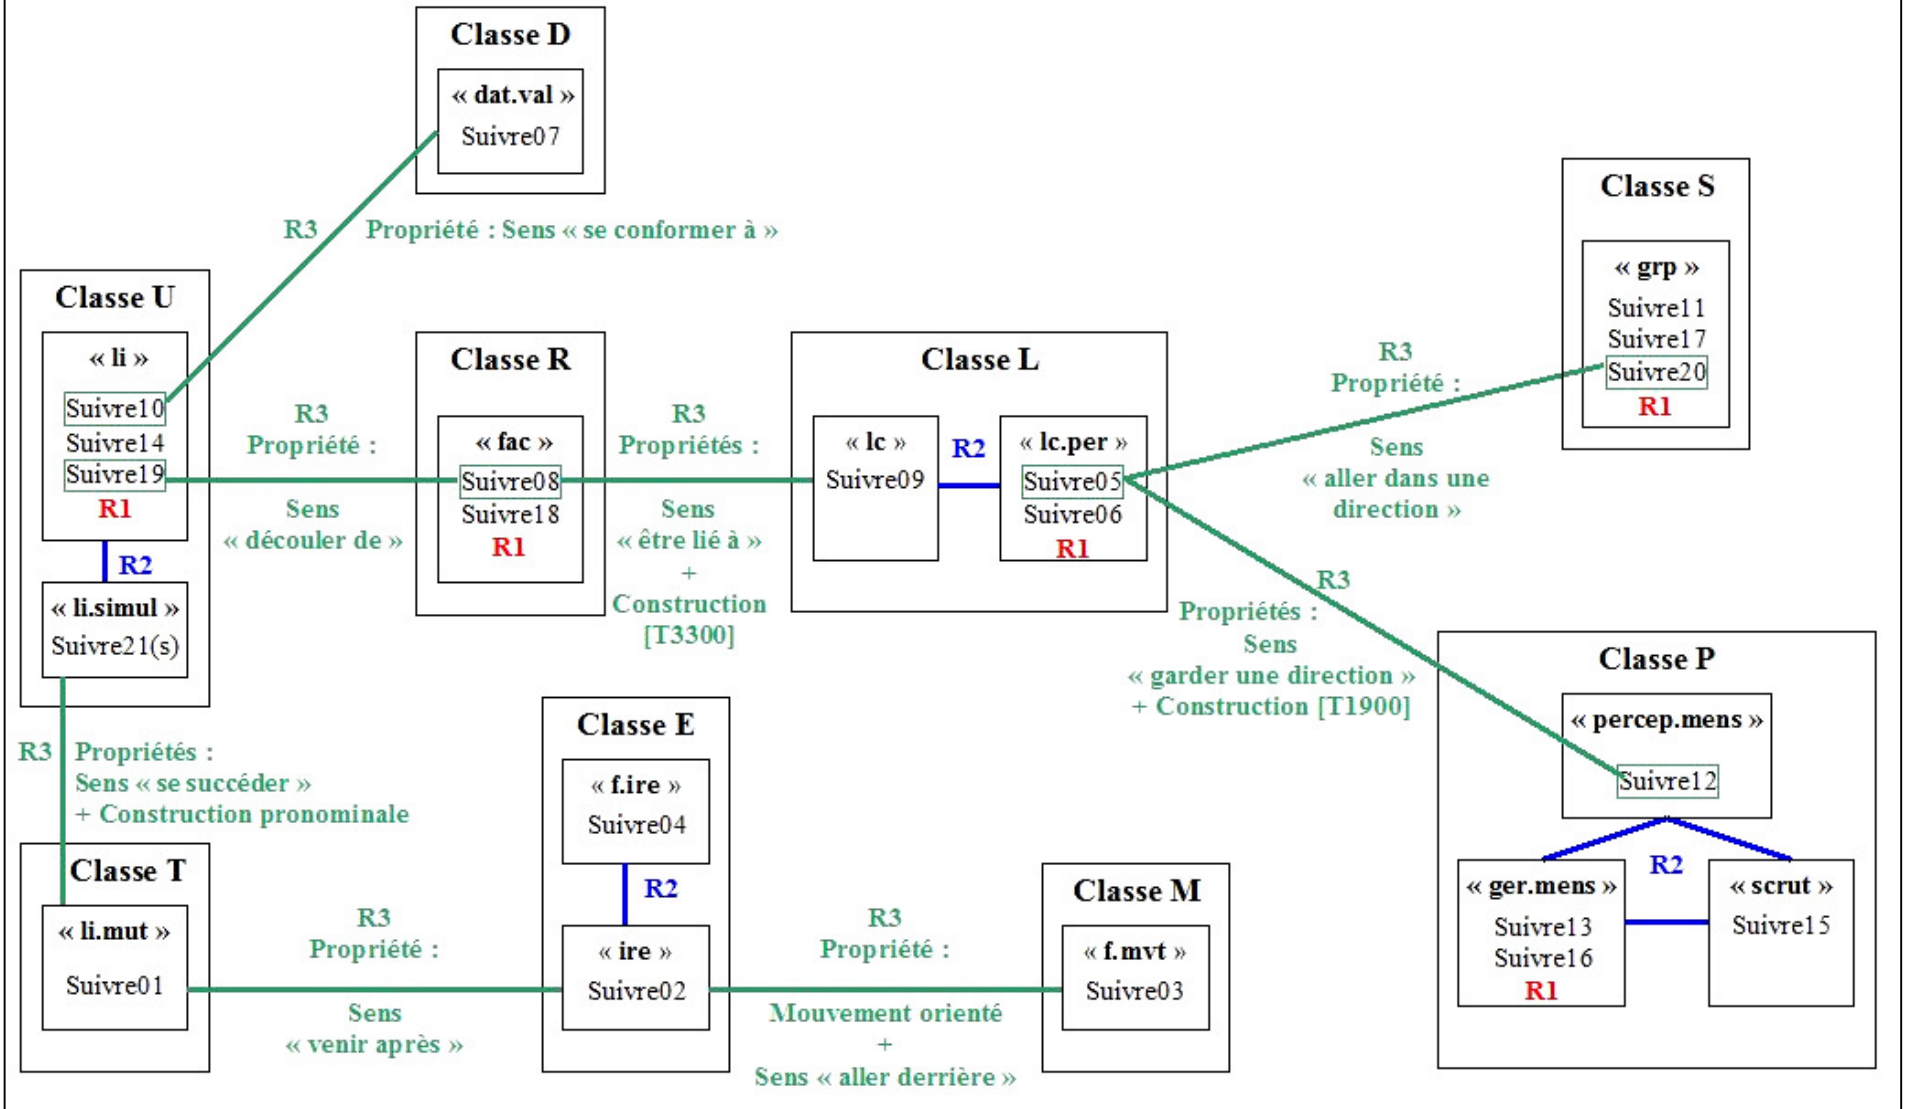 Classe D
« dat.val »
Suivre07
R3 Propriété : Sens « se conformer à »
Classe S
« grp »
Suivre11
Suivre17
Suivre20
R1
Classe U
« li »
Suivre10
Suivre14
Suivre19
R1
R2
« li.simul »
Suivre21(s)
R3
Propriété :
Sens
« découler de »
Classe R
« fac »
Suivre08
Suivre18
R1
R3
Propriétés :
Sens
« être lié à »
+
Construction
[T3300]
Classe L
« lc »
Suivre09
R2
« lc.per »
Suivre05
Suivre06
R1
R3
Propriété :
Sens
« aller dans une
direction »
R3
Propriétés :
Sens
« garder une direction »
+ Construction [T1900]
Classe P
« percep.mens »
Suivre12
R2
« ger.mens »
Suivre13
Suivre16
R1
« scrut »
Suivre15
R3
Propriétés :
Sens « se succéder »
+ Construction pronominale
Classe T
« li.mut »
Suivre01
R3
Propriété :
Sens
« venir après »
Classe E
« f.ire »
Suivre04
R2
« ire »
Suivre02
R3
Propriété :
Mouvement orienté
+
Sens « aller derrière »
Classe M
« f.mvt »
Suivre03